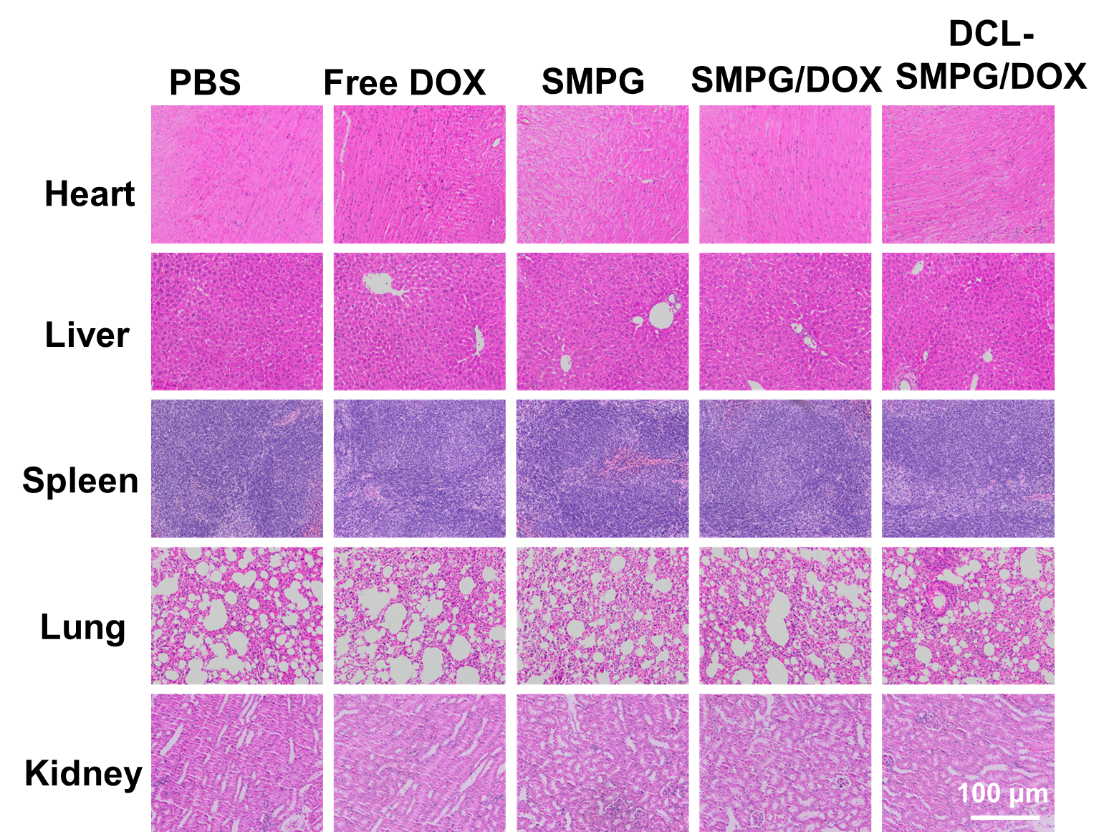 PBS
Free DOX
SMPG
SMPG/DOX
DCL-
SMPG/DOX
Heart
Liver
Spleen
Lung
Kidney
100 μm